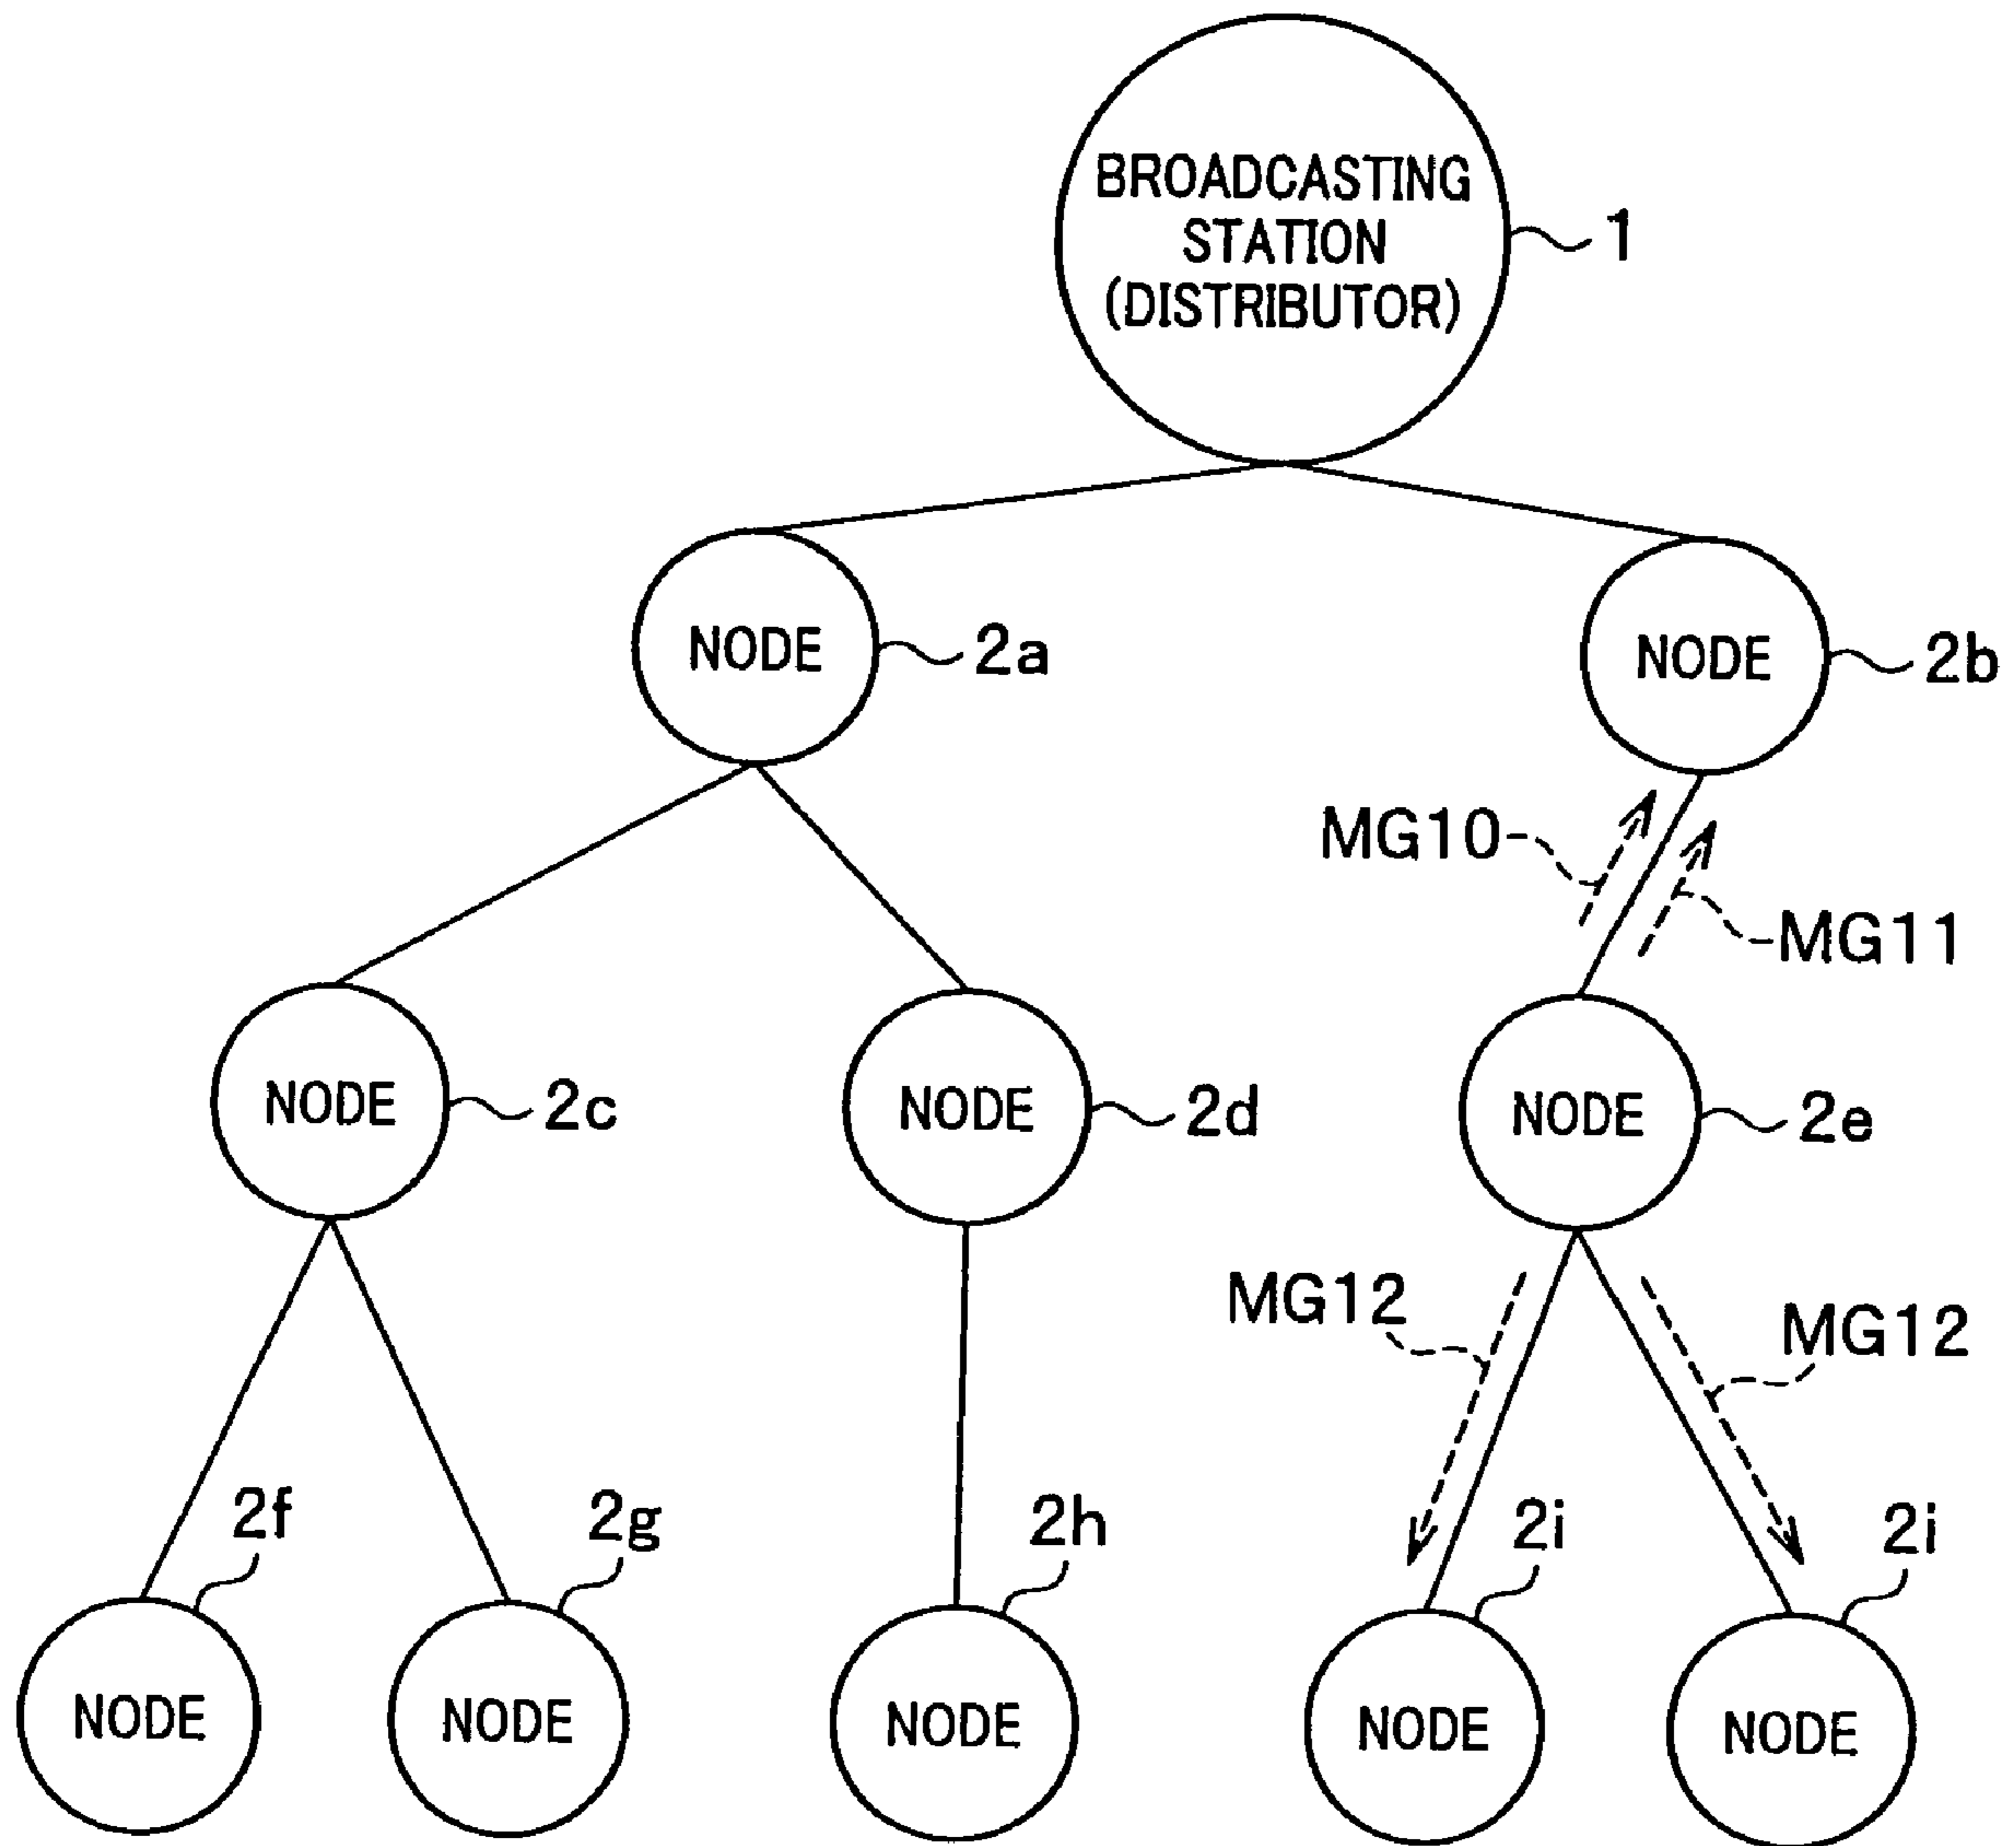 BROADCASTING
STATION
(DISTRIBUTOR)
1
NODE
2a
NODE
2b
MG10
MG11
NODE
2c
NODE
2d
NODE
2e
MG12
MG12
2f
2g
2h
2i
2i
NODE
NODE
NODE
NODE
NODE